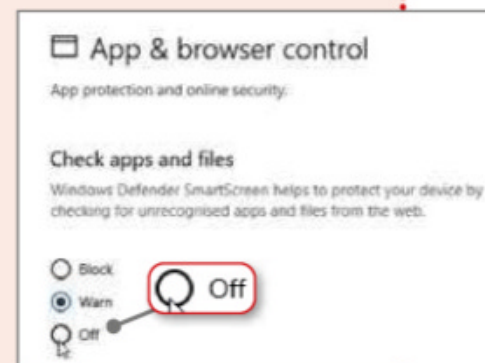 App & browser control
App protection and online security.
Check apps and files
Windows Defender SmartScreen helps to protect your device by
checking for unrecognised apps and files from the web.
Block
Warn
Off
Off